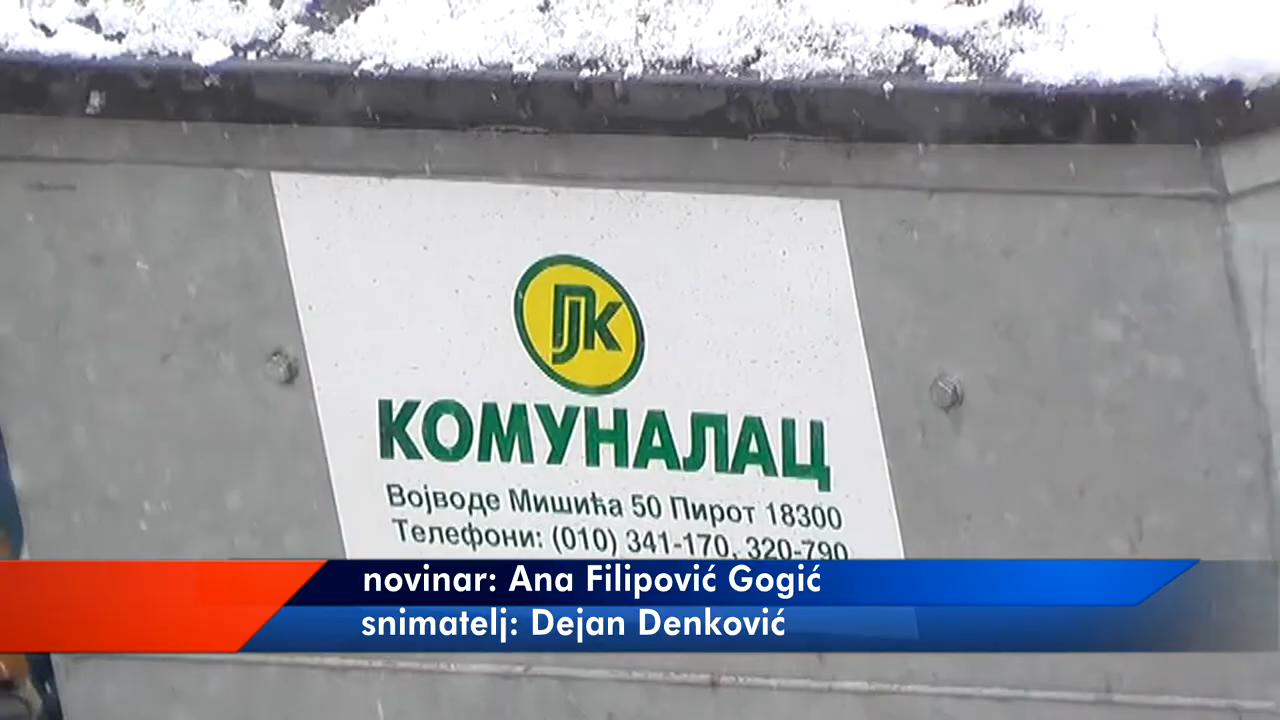 ЈПК
КОМУНАЛАЦ
Војводе Мишића 50 Пирот 18300
Телефони: (010) 341-170, 320-790
novinar: Ana Filipović Gogić
snimatelj: Dejan Denković